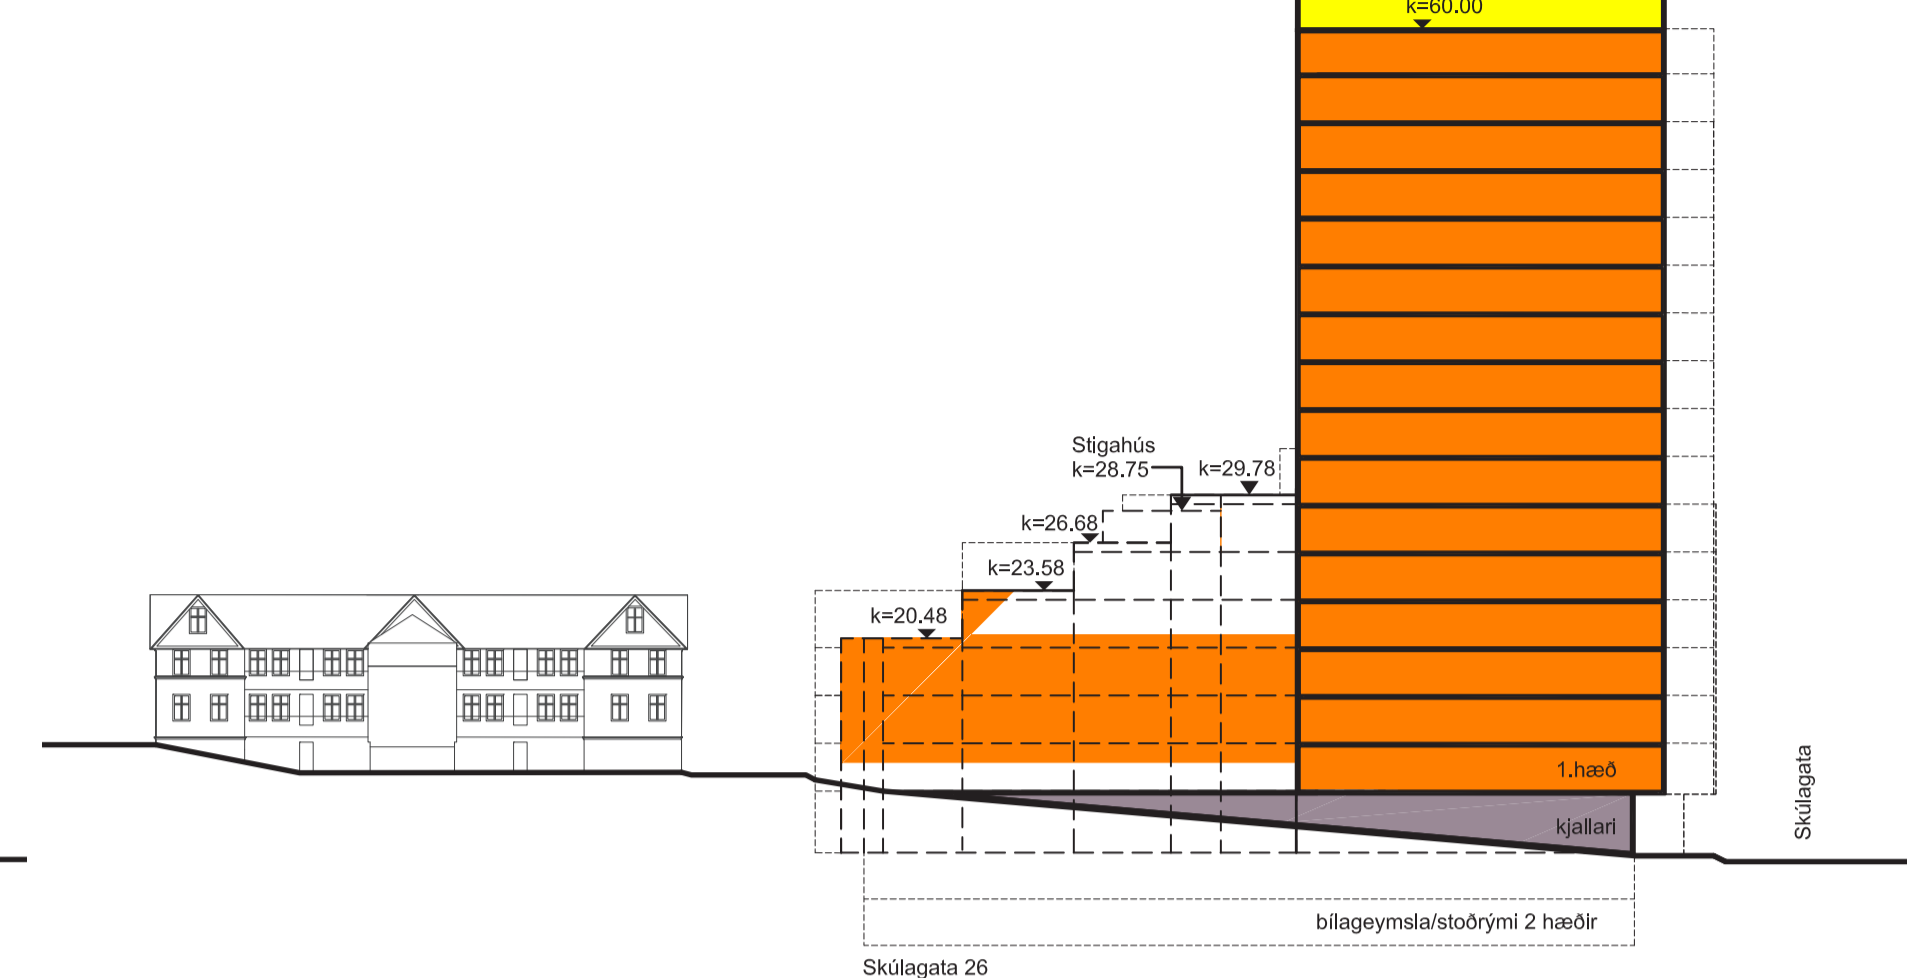 k=60.00
Stigahús
k=28.75
k=29.78
k=26.68
k=23.58
k=20.48
1.hæð
kjallari
Skúlagata
bílageymsla/stoðrými 2 hæðir
Skúlagata 26